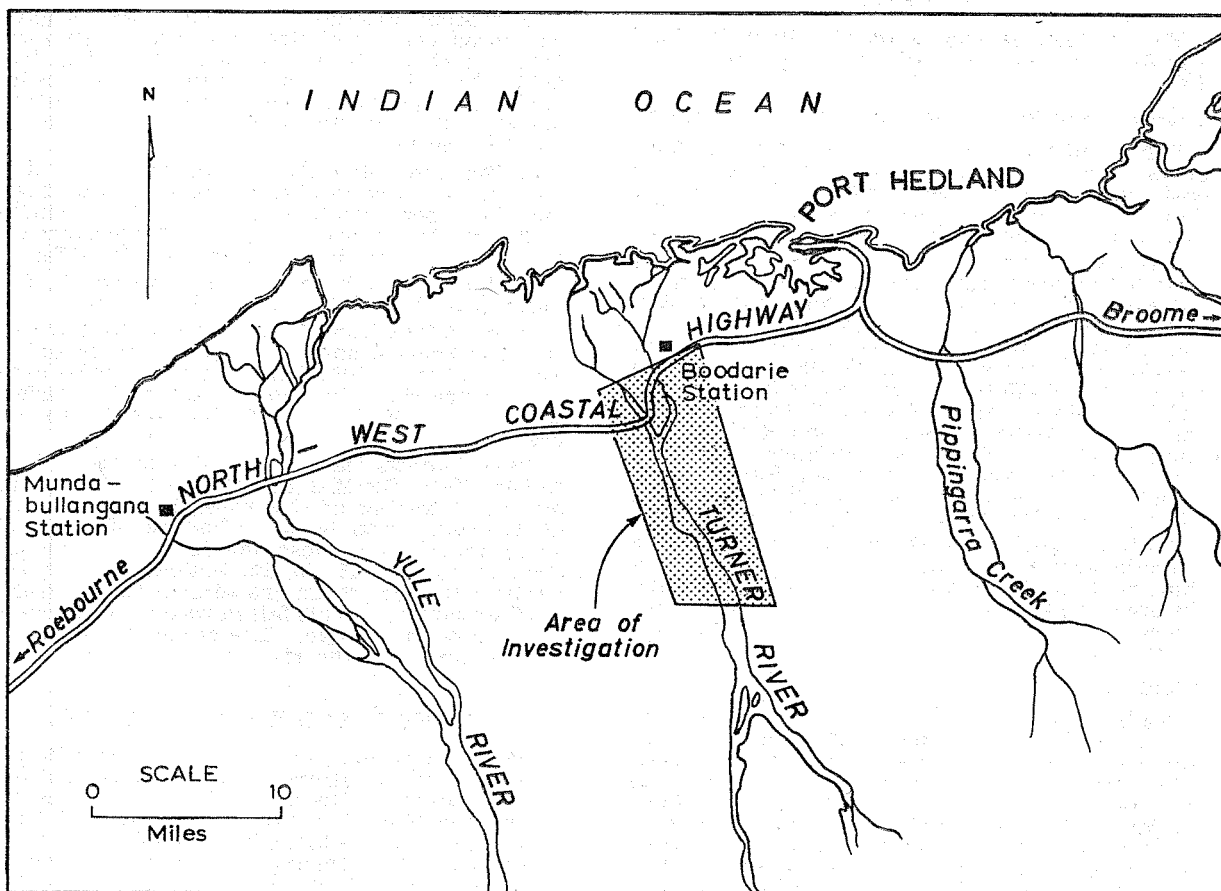 N
INDIAN OCEAN
PORT HEDLAND
Broome
NORTH WEST COASTAL HIGHWAY
Boodarie
Station
Munda-
bullangana
Station
Roebourne
YULE RIVER
TURNER RIVER
Pippingarra Creek
Area of
Investigation
SCALE
0 10
Miles